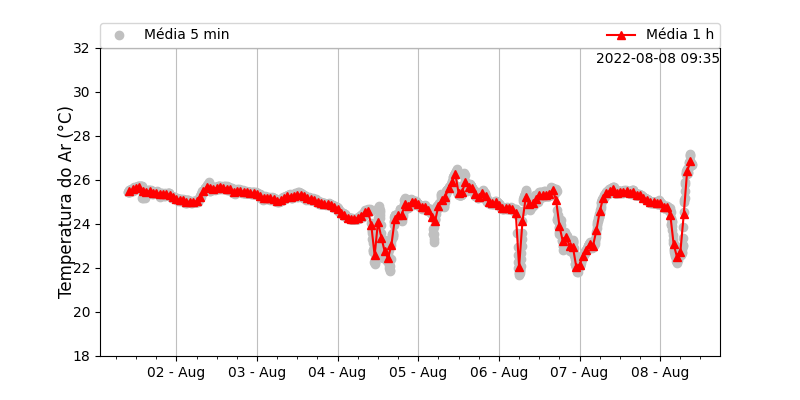 Média 5 min
Média 1 h
2022-08-08 09:35
Temperatura do Ar (°C)
32
30
28
26
24
22
20
18
02 - Aug
03 - Aug
04 - Aug
05 - Aug
06 - Aug
07 - Aug
08 - Aug